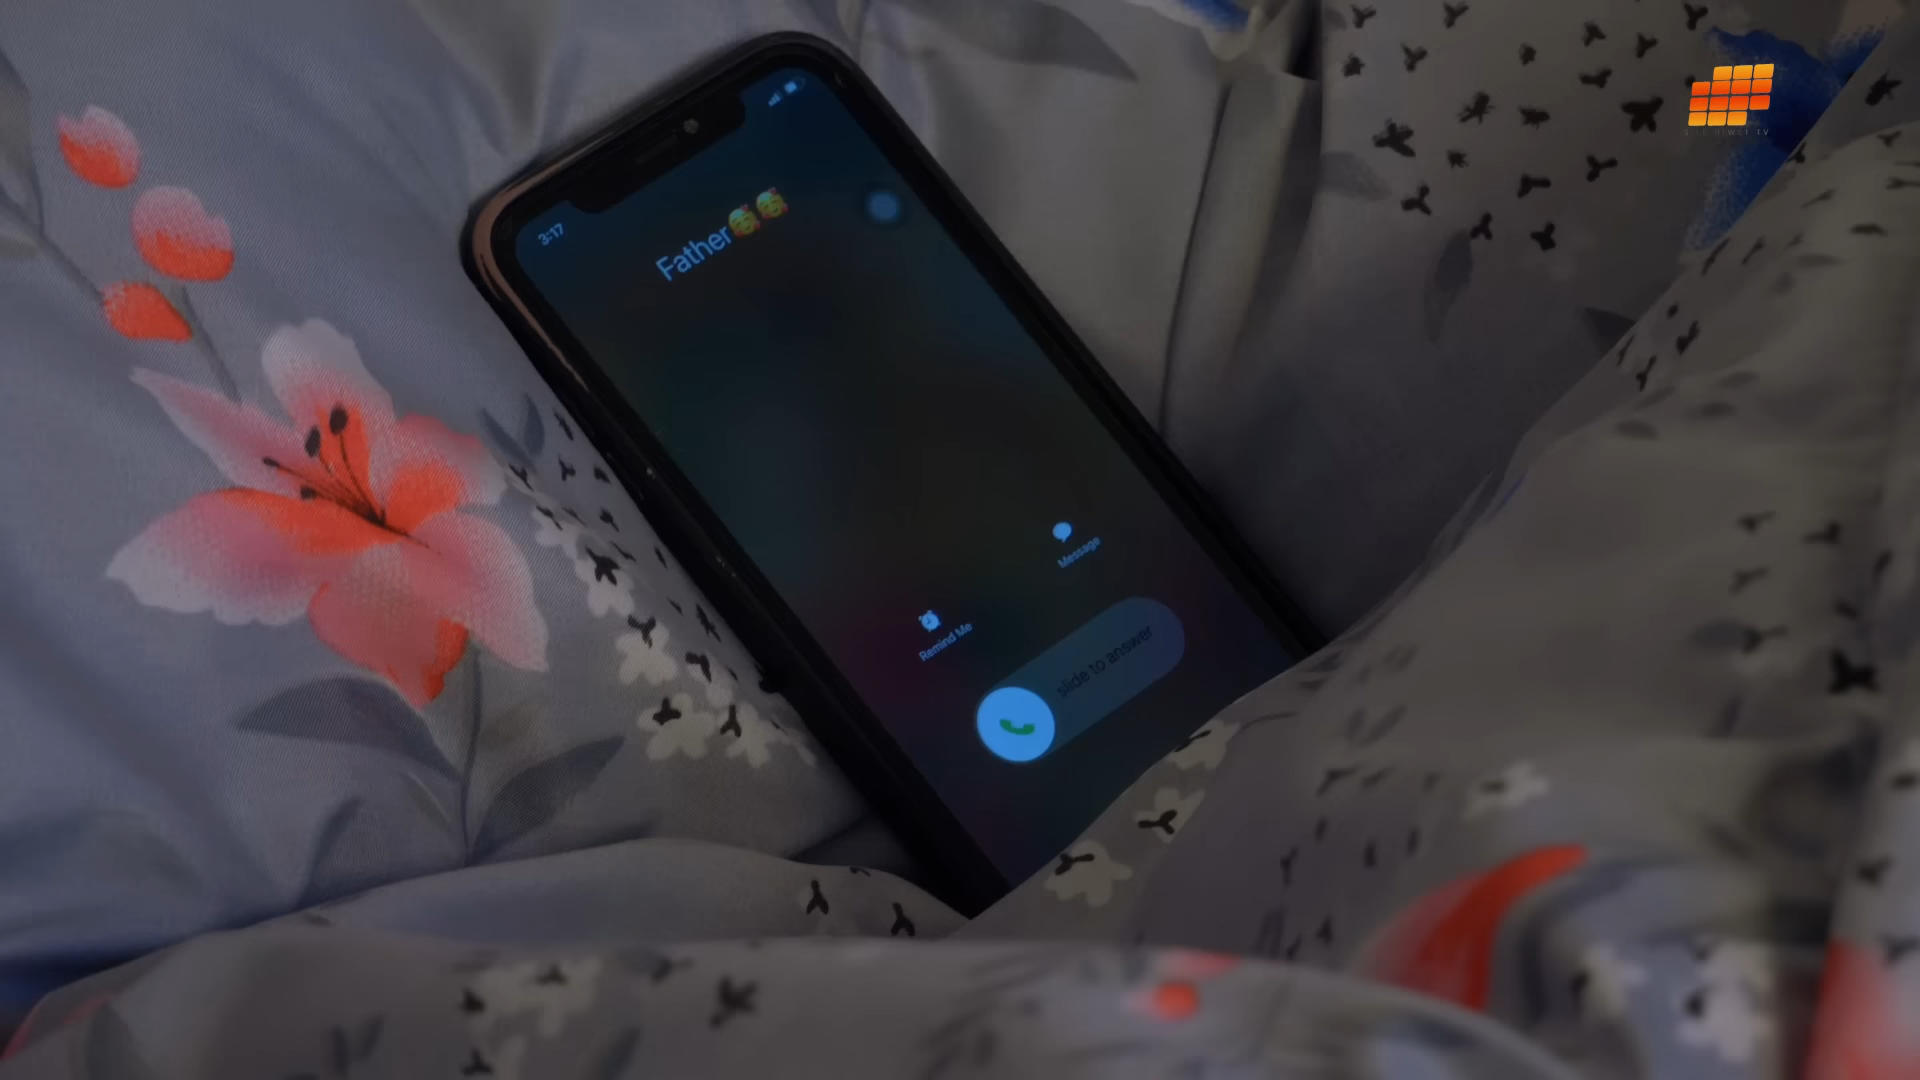 3:17
Father🥰🥰
Message
Remind Me
slide to answer